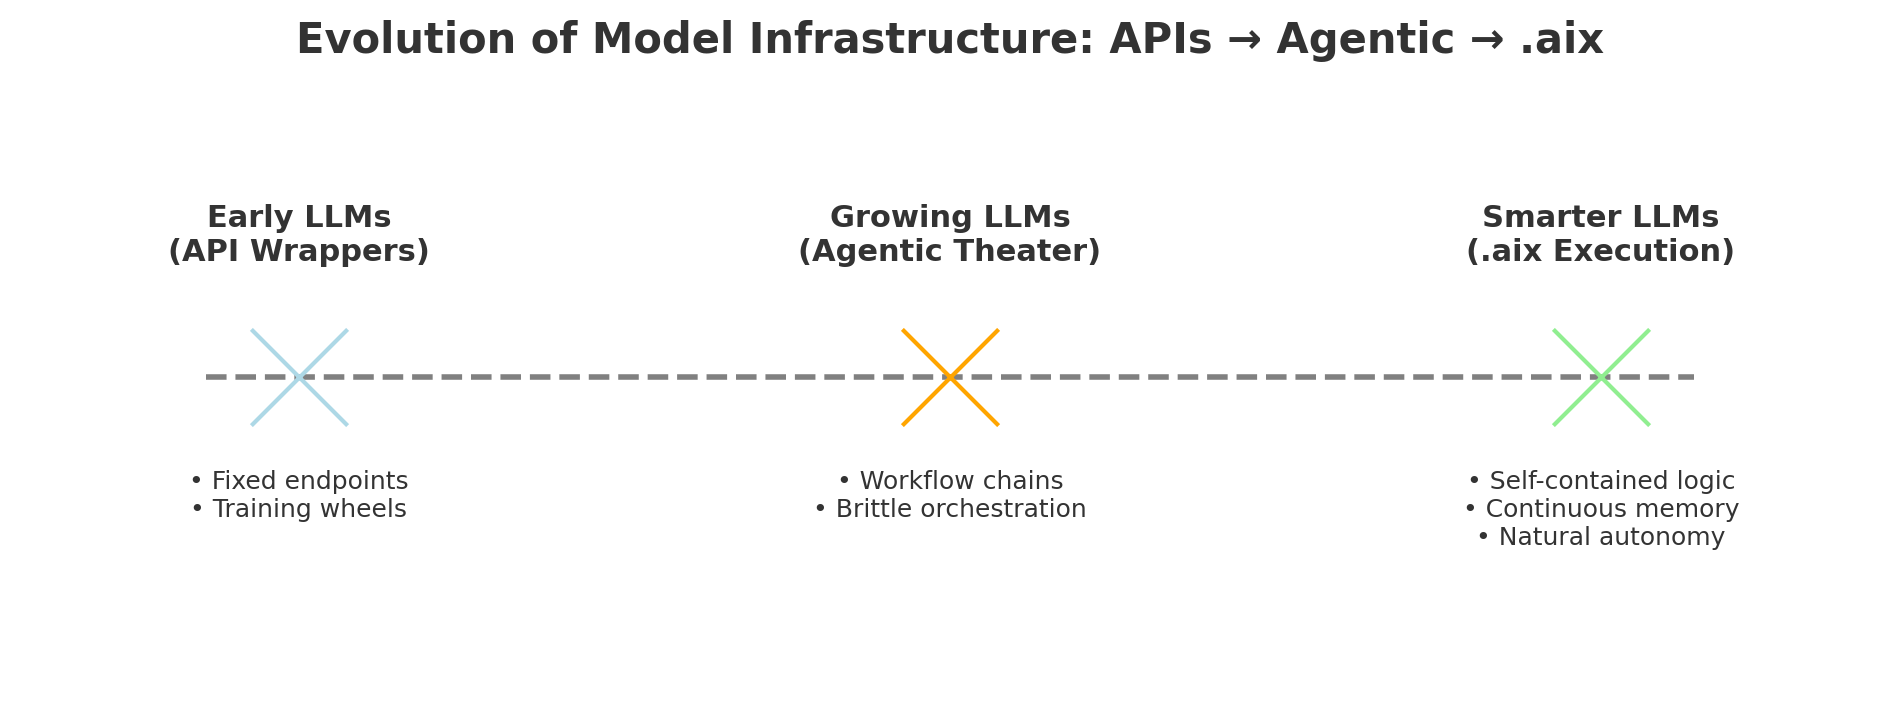 Evolution of Model Infrastructure: APIs → Agentic → .aix
Early LLMs
(API Wrappers)
Growing LLMs
(Agentic Theater)
Smarter LLMs
(.aix Execution)
• Fixed endpoints
• Training wheels
• Workflow chains
• Brittle orchestration
• Self-contained logic
• Continuous memory
• Natural autonomy